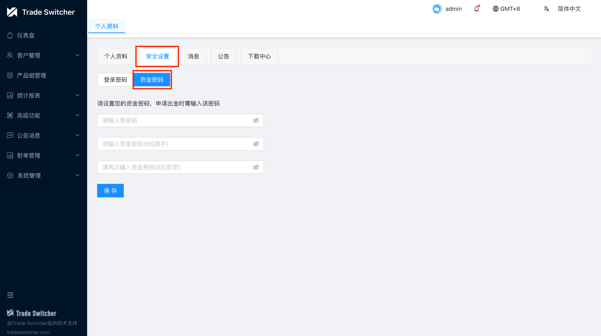 Trade Switcher
admin
GMT+8
简体中文
个人资料
仪表盘
客户管理
产品组管理
统计报表
高级功能
公告消息
财单管理
系统管理
个人资料
安全设置
消息
公告
下载中心
登录密码
资金密码
请设置您的资金密码，申请出金时需输入该密码
请输入原密码
请输入资金密码(6位数字)
请再次输入资金密码(6位数字)
保 存
Trade Switcher
由Trade Switcher提供技术支持
tradeswitcher.com